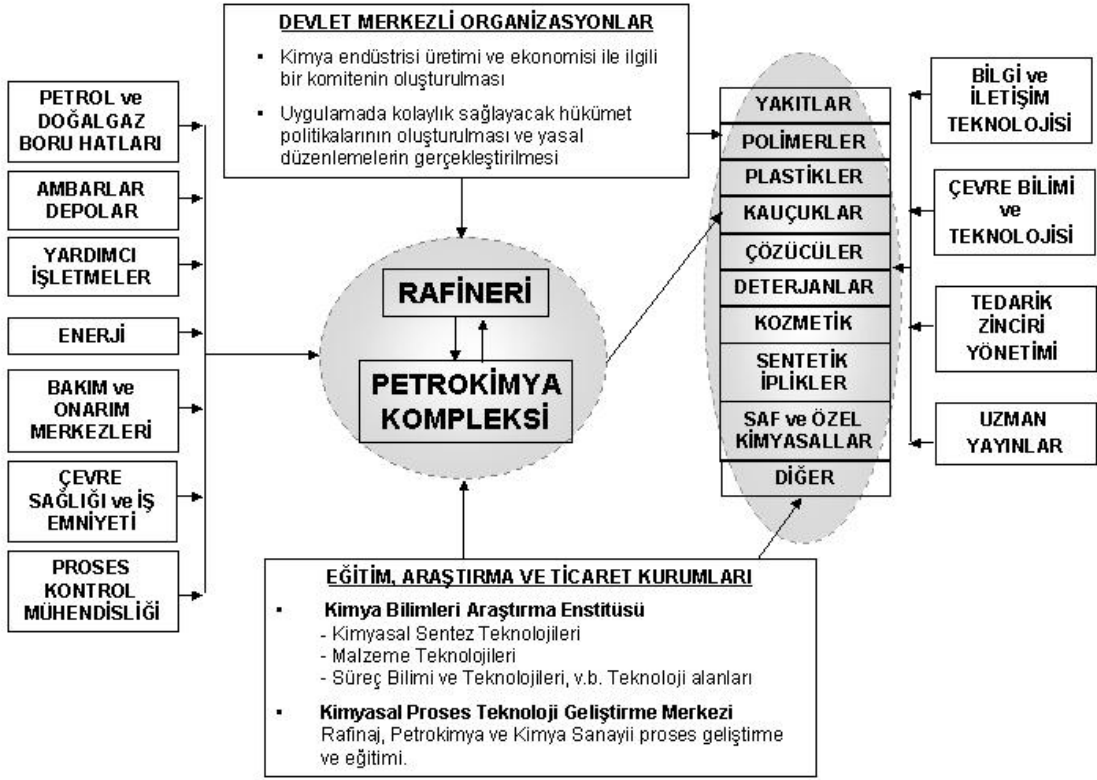 DEVLET MERKEZLİ ORGANİZASYONLAR
▪ Kimya endüstrisi üretimi ve ekonomisi ile ilgili
bir komitenin oluşturulması
▪ Uygulamada kolaylık sağlayacak hükümet
politikalarının oluşturulması ve yasal
düzenlemelerin gerçekleştirilmesi
PETROL ve
DOĞALGAZ
BORU HATLARI
AMBARLAR
DEPOLAR
YARDIMCI
İŞLETMELER
ENERJİ
BAKIM ve
ONARIM
MERKEZLERİ
ÇEVRE
SAĞLIĞI ve İŞ
EMNİYETİ
PROSES
KONTROL
MÜHENDİSLİĞİ
RAFİNERİ
PETROKİMYA
KOMPLEKSİ
YAKITLAR
POLİMERLER
PLASTİKLER
KAUÇUKLAR
ÇÖZÜCÜLER
DETERJANLAR
KOZMETİK
SENTETİK
İPLİKLER
SAF ve ÖZEL
KİMYASALLAR
DİĞER
BİLGİ ve
İLETİŞİM
TEKNOLOJİSİ
ÇEVRE BİLİMİ
ve
TEKNOLOJİSİ
TEDARİK
ZİNCİRİ
YÖNETİMİ
UZMAN
YAYINLAR
EĞİTİM, ARAŞTIRMA VE TİCARET KURUMLARI
▪ Kimya Bilimleri Araştırma Enstitüsü
- Kimyasal Sentez Teknolojileri
- Malzeme Teknolojileri
- Süreç Bilimi ve Teknolojileri, v.b. Teknoloji alanları
▪ Kimyasal Proses Teknoloji Geliştirme Merkezi
Rafinaj, Petrokimya ve Kimya Sanayii proses geliştirme
ve eğitimi.